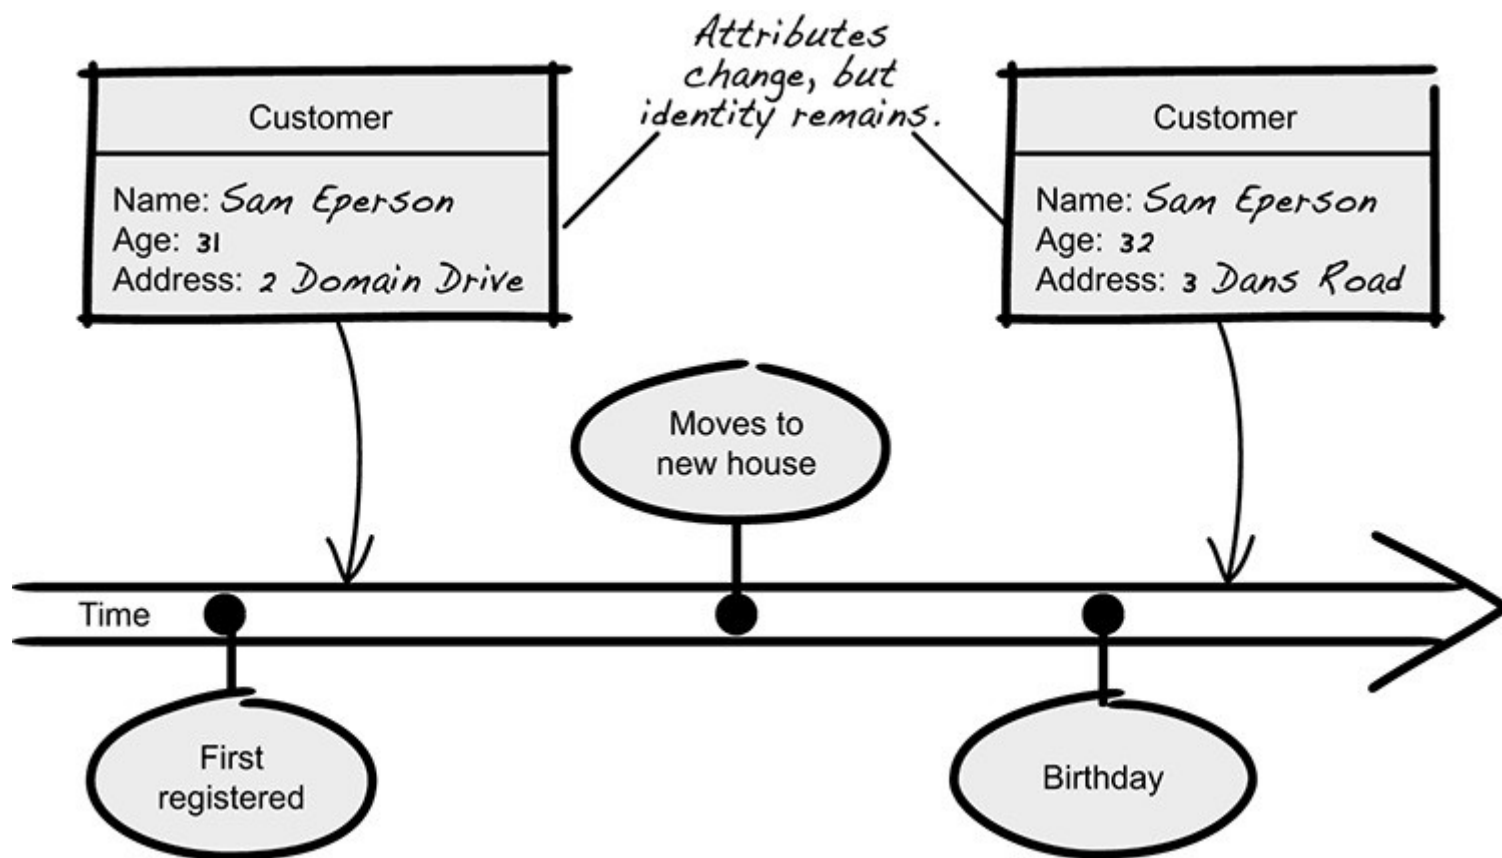 Attributes
change, but
identity remains.
Customer
Name: Sam Eperson
Age: 31
Address: 2 Domain Drive
Customer
Name: Sam Eperson
Age: 32
Address: 3 Dans Road
Moves to
new house
Time
First
registered
Birthday